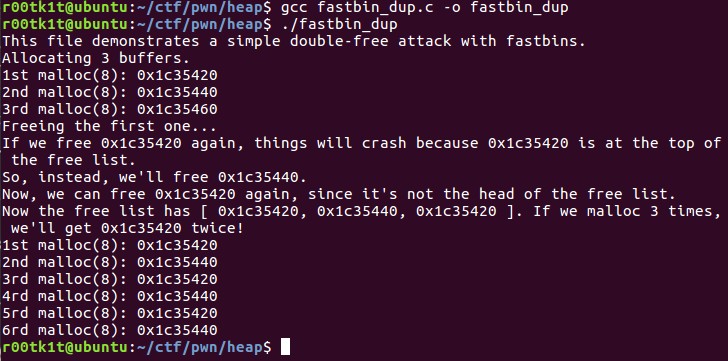 r00tk1t@ubuntu:~/ctf/pwn/heap$ gcc fastbin_dup.c -o fastbin_dup
r00tk1t@ubuntu:~/ctf/pwn/heap$ ./fastbin_dup
This file demonstrates a simple double-free attack with fastbins.
Allocating 3 buffers.
1st malloc(8): 0x1c35420
2nd malloc(8): 0x1c35440
3rd malloc(8): 0x1c35460
Freeing the first one...
If we free 0x1c35420 again, things will crash because 0x1c35420 is at the top of
 the free list.
So, instead, we'll free 0x1c35440.
Now, we can free 0x1c35420 again, since it's not the head of the free list.
Now the free list has [ 0x1c35420, 0x1c35440, 0x1c35420 ]. If we malloc 3 times,
 we'll get 0x1c35420 twice!
1st malloc(8): 0x1c35420
2nd malloc(8): 0x1c35440
3rd malloc(8): 0x1c35420
4rd malloc(8): 0x1c35440
5rd malloc(8): 0x1c35420
6rd malloc(8): 0x1c35440
r00tk1t@ubuntu:~/ctf/pwn/heap$